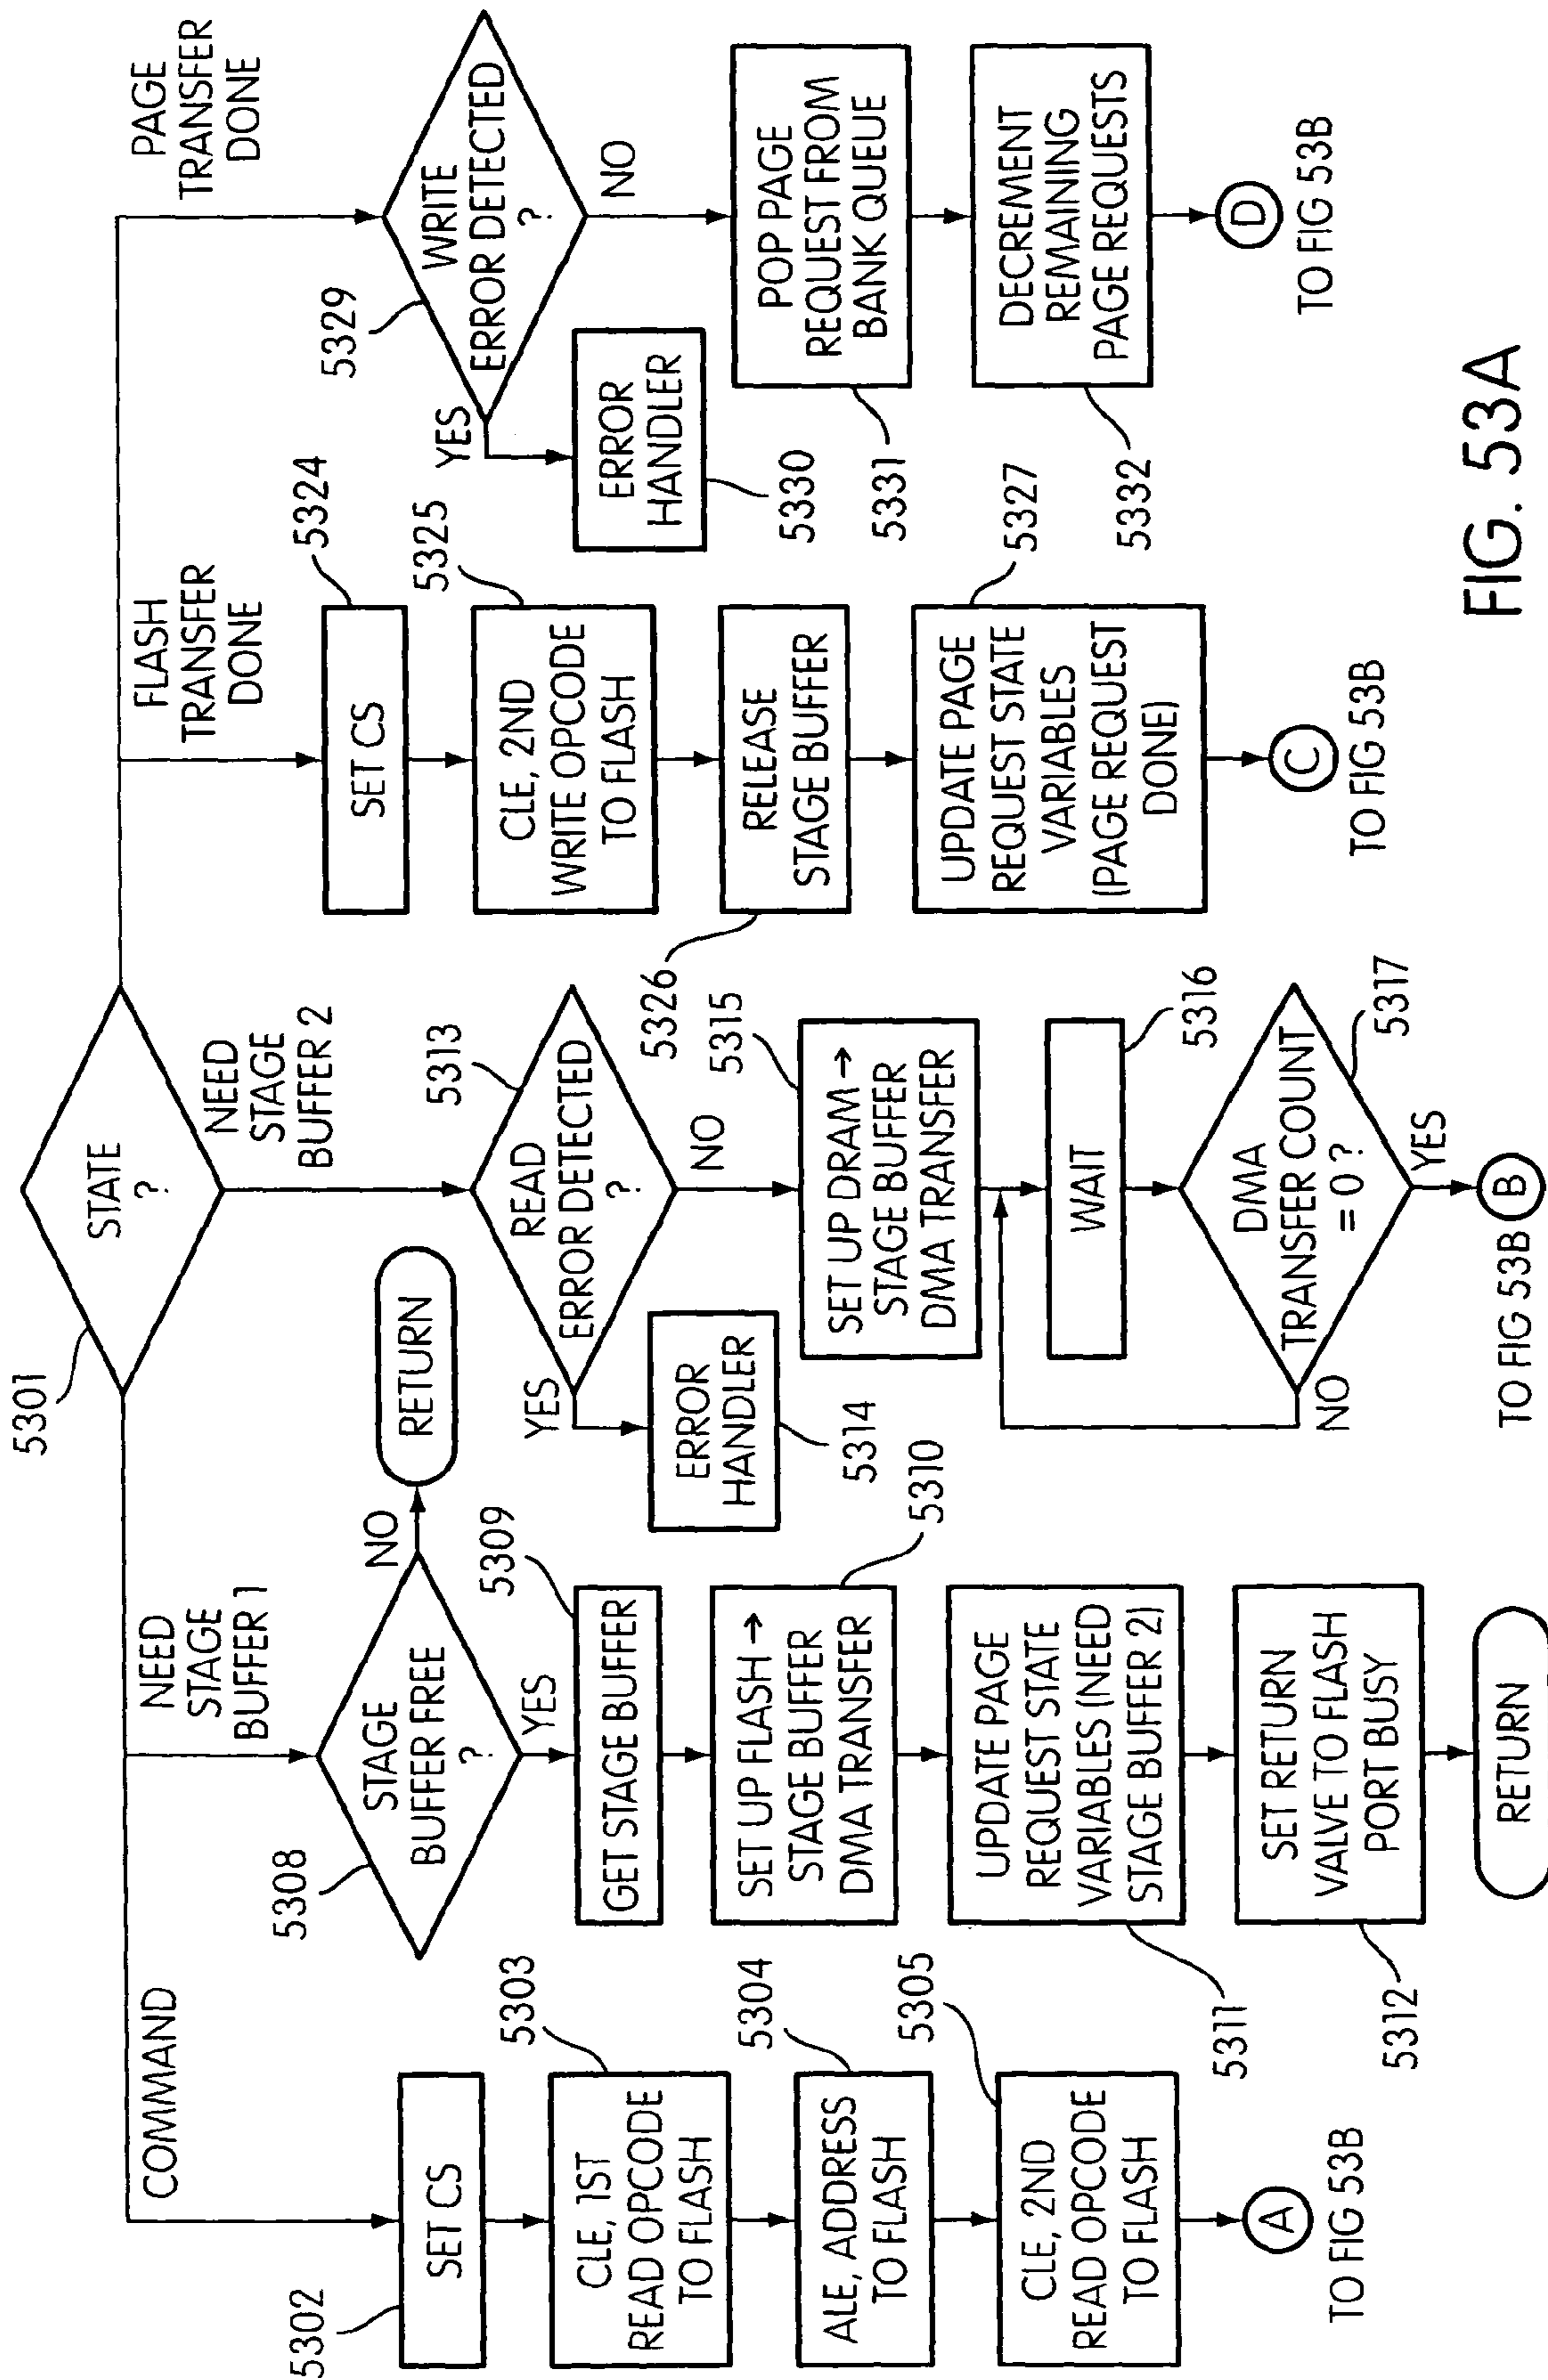 5301
STATE
?
COMMAND
5302
SET CS
5303
CLE, 1ST
READ OPCODE
TO FLASH
5304
ALE, ADDRESS
TO FLASH
5305
CLE, 2ND
READ OPCODE
TO FLASH
A
TO FIG 53B
NEED
STAGE
BUFFER 1
5308
STAGE
BUFFER FREE
?
NO
RETURN
YES
5309
GET STAGE BUFFER
5310
SET UP FLASH →
STAGE BUFFER
DMA TRANSFER
5311
UPDATE PAGE
REQUEST STATE
VARIABLES (NEED
STAGE BUFFER 2)
5312
SET RETURN
VALVE TO FLASH
PORT BUSY
RETURN
NEED
STAGE
BUFFER 2
5313
READ
ERROR DETECTED
?
YES
ERROR
HANDLER
5314
NO
5315
SET UP DRAM →
STAGE BUFFER
DMA TRANSFER
5316
WAIT
5317
DMA
TRANSFER COUNT
= 0 ?
NO
YES
TO FIG 53B
B
FLASH
TRANSFER
DONE
5324
SET CS
5325
CLE, 2ND
WRITE OPCODE
TO FLASH
5326
RELEASE
STAGE BUFFER
5327
UPDATE PAGE
REQUEST STATE
VARIABLES
(PAGE REQUEST
DONE)
C
TO FIG 53B
PAGE
TRANSFER
DONE
5329
WRITE
ERROR DETECTED
?
YES
ERROR
HANDLER
5330
NO
POP PAGE
REQUEST FROM
BANK QUEUE
5331
DECREMENT
REMAINING
PAGE REQUESTS
5332
D
TO FIG 53B
FIG. 53A